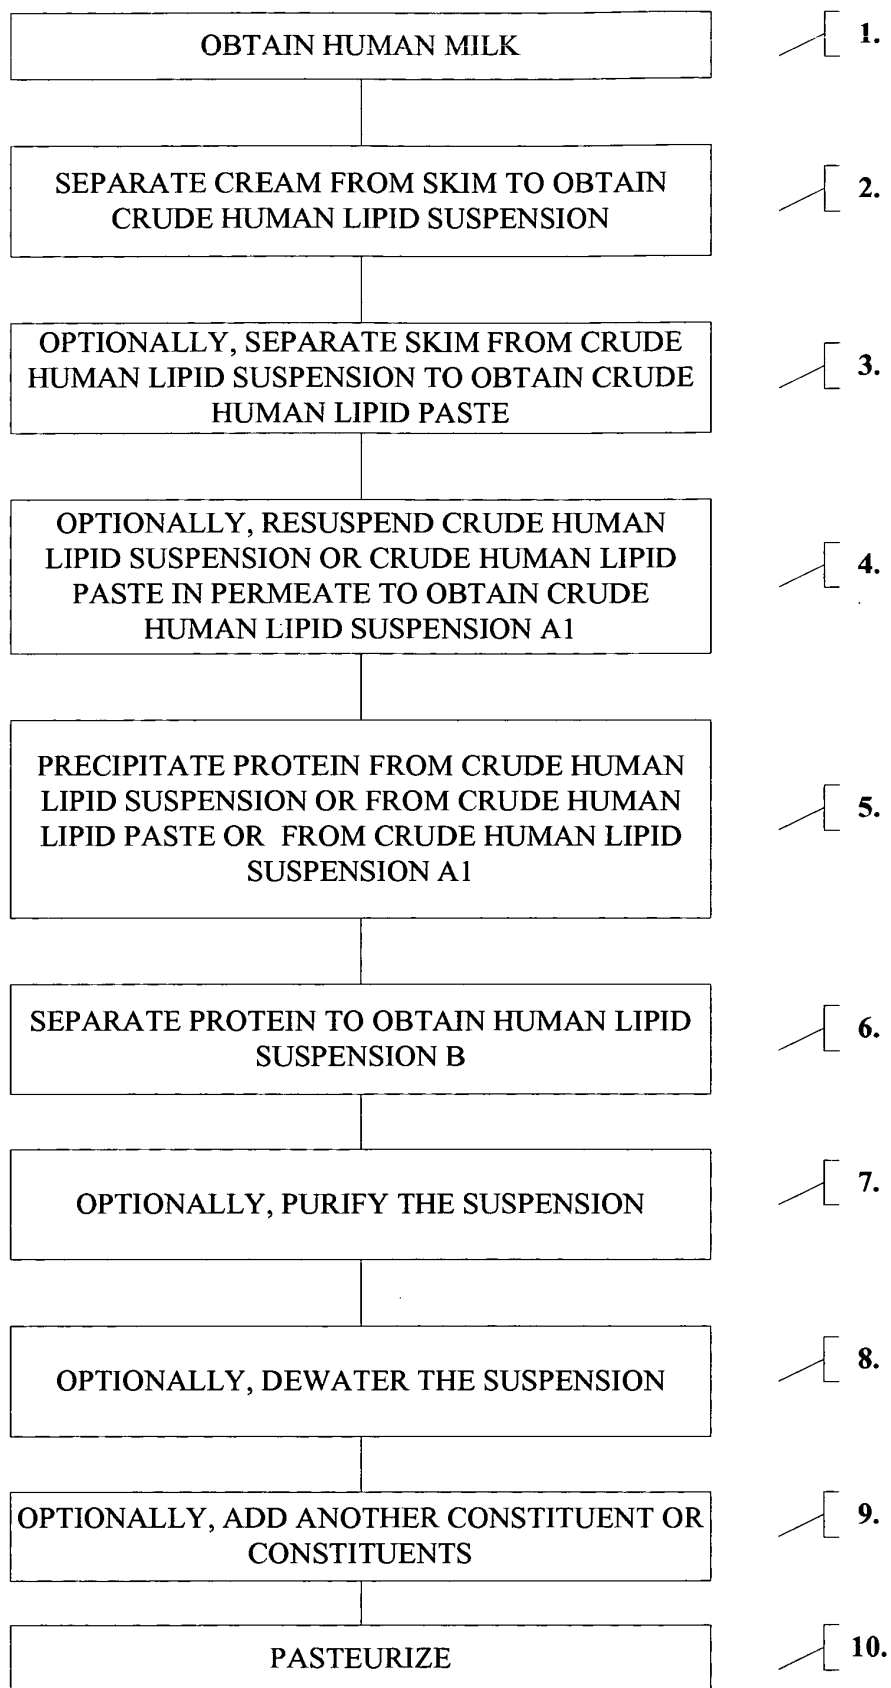 OBTAIN HUMAN MILK
1.
SEPARATE CREAM FROM SKIM TO OBTAIN
CRUDE HUMAN LIPID SUSPENSION
2.
OPTIONALLY, SEPARATE SKIM FROM CRUDE
HUMAN LIPID SUSPENSION TO OBTAIN CRUDE
HUMAN LIPID PASTE
3.
OPTIONALLY, RESUSPEND CRUDE HUMAN
LIPID SUSPENSION OR CRUDE HUMAN LIPID
PASTE IN PERMEATE TO OBTAIN CRUDE
HUMAN LIPID SUSPENSION A1
4.
PRECIPITATE PROTEIN FROM CRUDE HUMAN
LIPID SUSPENSION OR FROM CRUDE HUMAN
LIPID PASTE OR FROM CRUDE HUMAN LIPID
SUSPENSION A1
5.
SEPARATE PROTEIN TO OBTAIN HUMAN LIPID
SUSPENSION B
6.
OPTIONALLY, PURIFY THE SUSPENSION
7.
OPTIONALLY, DEWATER THE SUSPENSION
8.
OPTIONALLY, ADD ANOTHER CONSTITUENT OR
CONSTITUENTS
9.
PASTEURIZE
10.